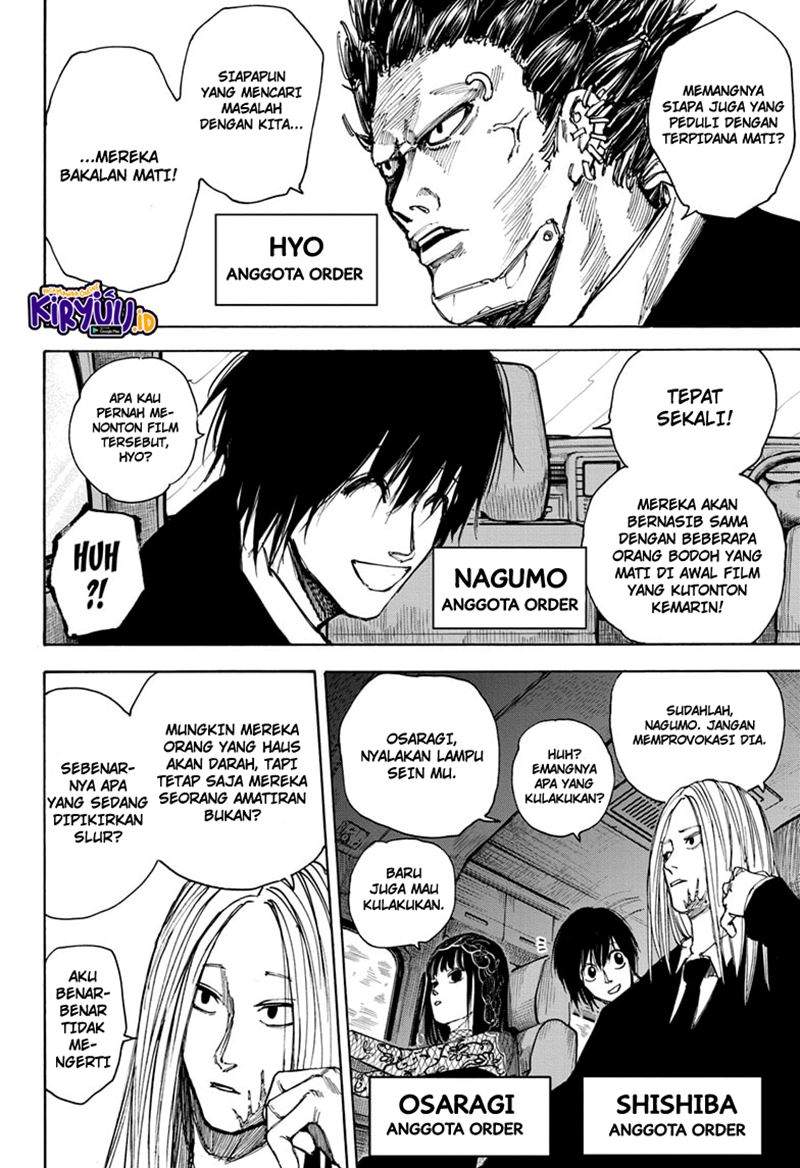 MEMANGNYA
SIAPA JUGA YANG
PEDULI DENGAN
TERPIDANA MATI?
SIAPAPUN
YANG MENCARI
MASALAH
DENGAN KITA...
...MEREKA
BAKALAN MATI!
HYO
ANGGOTA ORDER
KIRYUU.ID
TEPAT
SEKALI!
MEREKA AKAN
BERNASIB SAMA
DENGAN BEBERAPA
ORANG BODOH YANG
MATI DI AWAL FILM
YANG KUTONTON
KEMARIN!
NAGUMO
ANGGOTA ORDER
APA KAU
PERNAH ME-
NONTON FILM
TERSEBUT,
HYO?
HUH
?!
SUDAHLAH,
NAGUMO. JANGAN
MEMPROVOKASI DIA.
HUH?
EMANGNYA
APA YANG
KULAKUKAN?
OSARAGI,
NYALAKAN LAMPU
SEIN MU.
BARU
JUGA MAU
KULAKUKAN.
SHISHIBA
ANGGOTA ORDER
OSARAGI
ANGGOTA ORDER
MUNGKIN MEREKA
ORANG YANG HAUS
AKAN DARAH, TAPI
TETAP SAJA MEREKA
SEORANG AMATIRAN
BUKAN?
SEBENAR-
NYA APA
YANG SEDANG
DIPIKIRKAN
SLUR?
AKU
BENAR-
BENAR
TIDAK
ME-
NGERTI